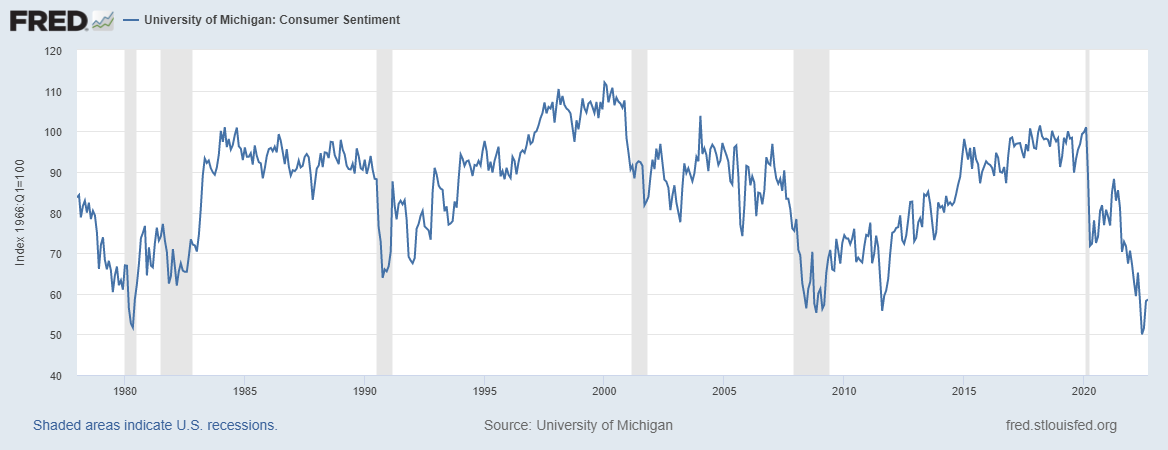 FRED University of Michigan: Consumer Sentiment
Index 1966:Q1=100
120
110
100
90
80
70
60
50
40
1980 1985 1990 1995 2000 2005 2010 2015 2020
Shaded areas indicate U.S. recessions. Source: University of Michigan fred.stlouisfed.org